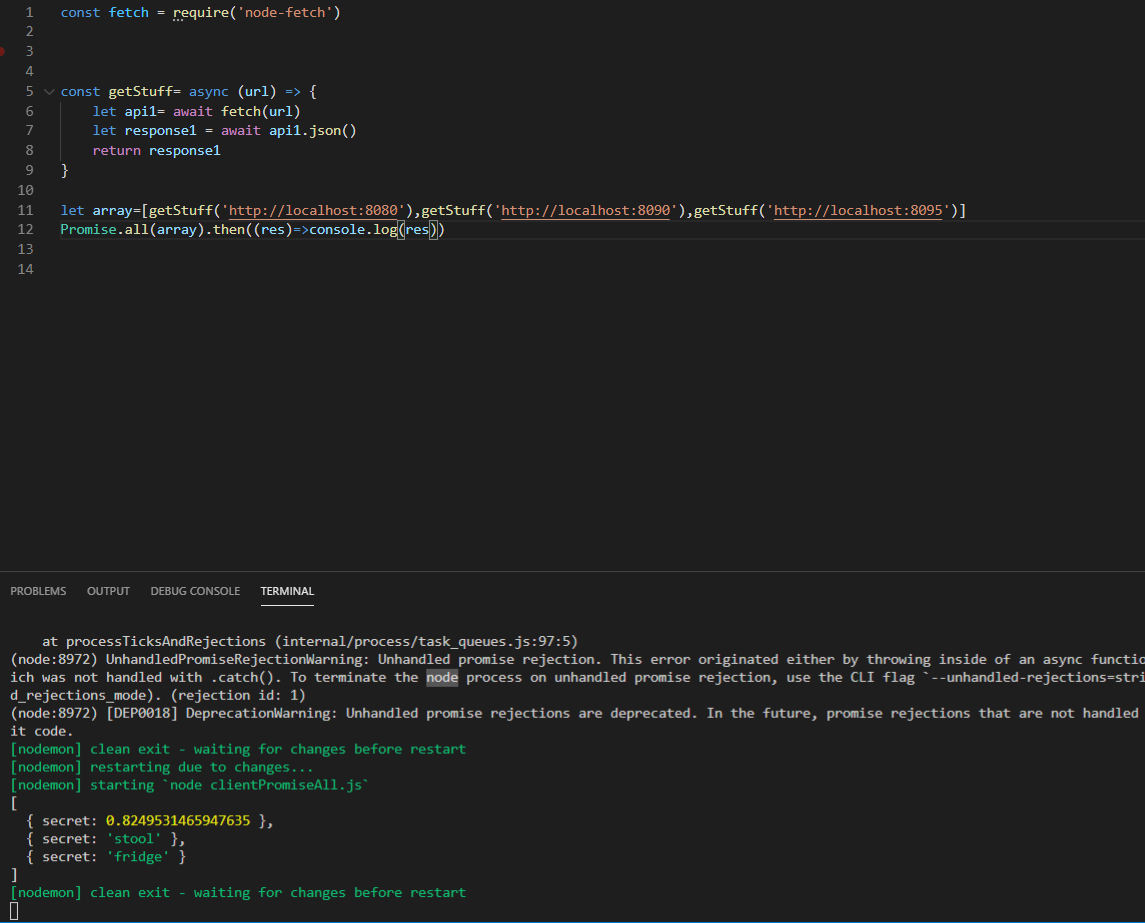 1 const fetch = require('node-fetch')
2
3
4
5 const getStuff= async (url) => {
6 let api1= await fetch(url)
7 let response1 = await api1.json()
8 return response1
9 }
10
11 let array=[getStuff('http://localhost:8080'),getStuff('http://localhost:8090'),getStuff('http://localhost:8095')]
12 Promise.all(array).then((res)=>console.log(res))
13
14
PROBLEMS OUTPUT DEBUG CONSOLE TERMINAL
at processTicksAndRejections (internal/process/task_queues.js:97:5)
(node:8972) UnhandledPromiseRejectionWarning: Unhandled promise rejection. This error originated either by throwing inside of an async functio
ich was not handled with .catch(). To terminate the node process on unhandled promise rejection, use the CLI flag `--unhandled-rejections=stri
d_rejections_mode). (rejection id: 1)
(node:8972) [DEP0018] DeprecationWarning: Unhandled promise rejections are deprecated. In the future, promise rejections that are not handled
it code.
[nodemon] clean exit - waiting for changes before restart
[nodemon] restarting due to changes...
[nodemon] starting `node clientPromiseAll.js`
[
{ secret: 0.8249531465947635 },
{ secret: 'stool' },
{ secret: 'fridge' }
]
[nodemon] clean exit - waiting for changes before restart